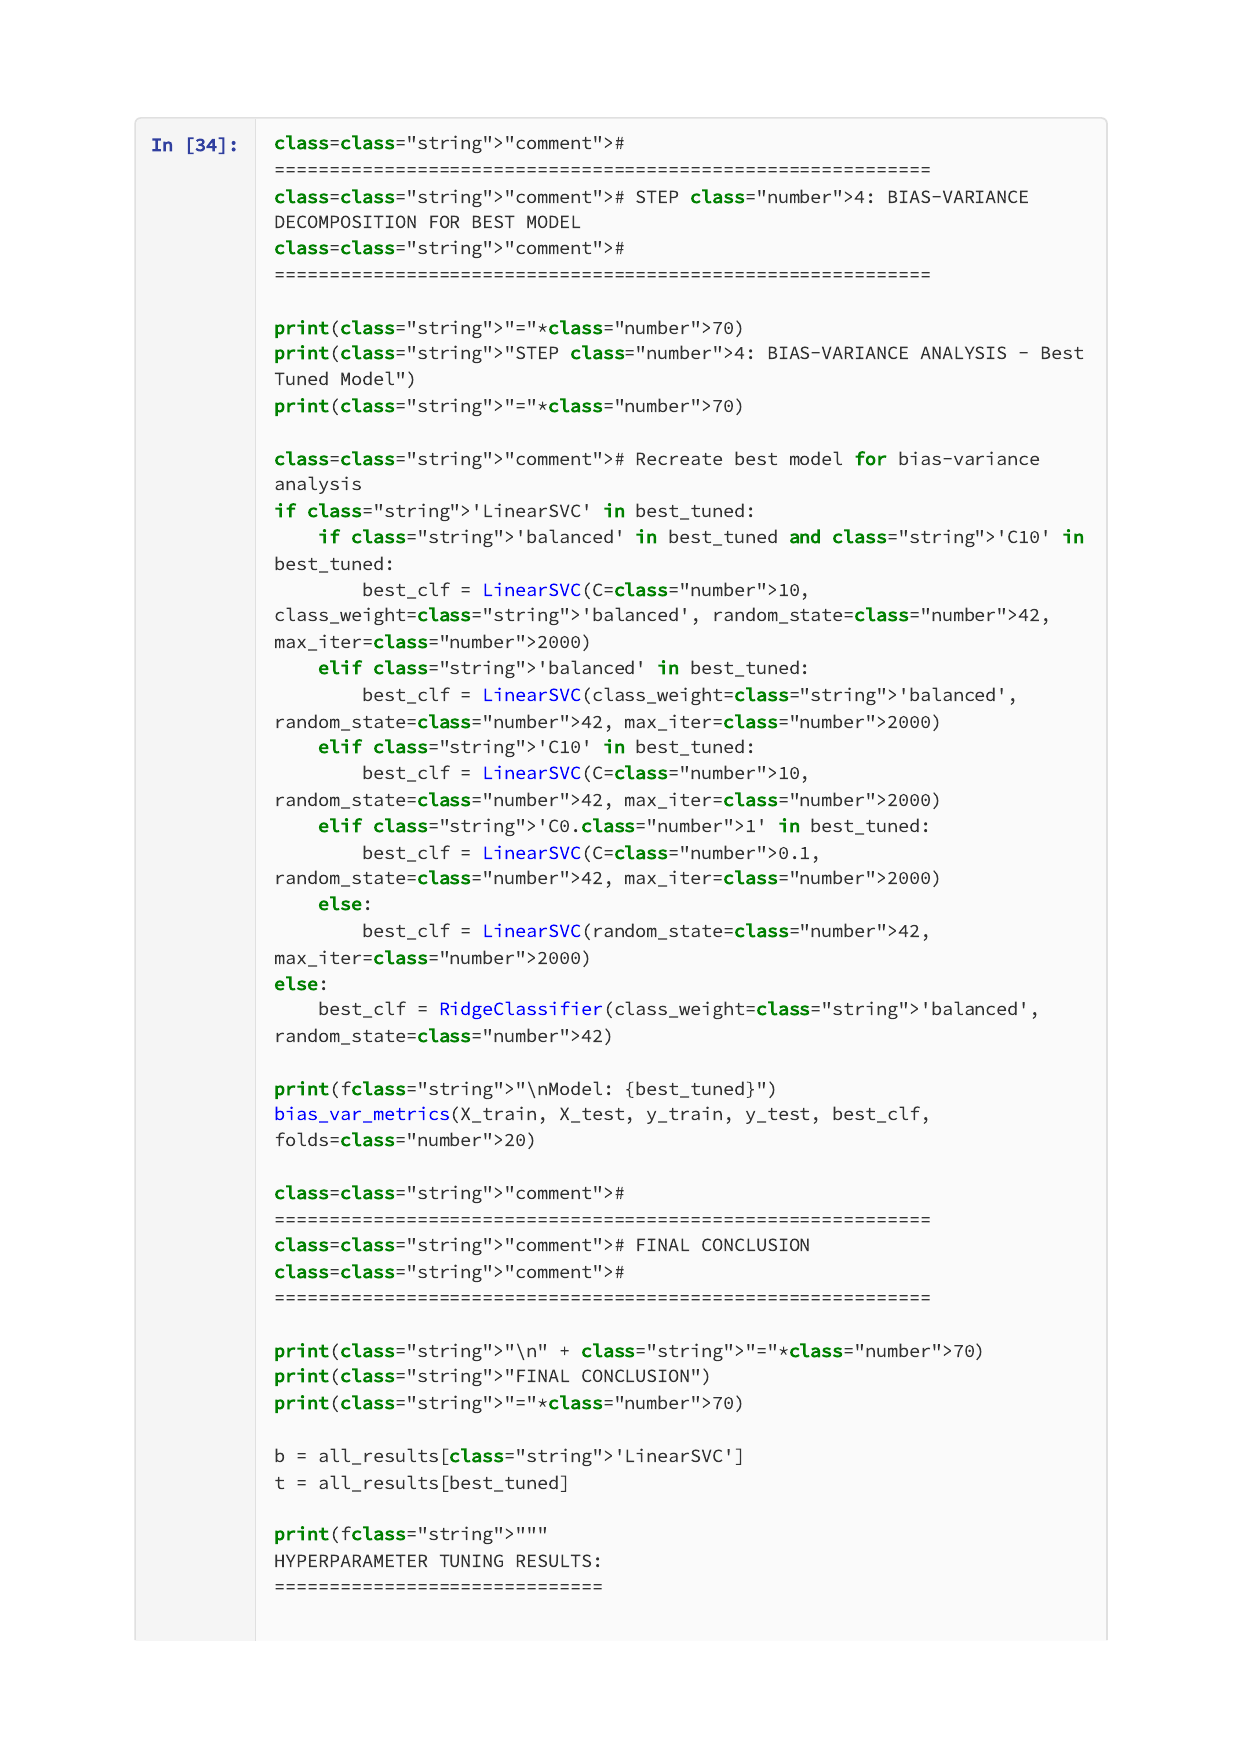 In [34]:
class=class="string">"comment">#
============================================================
class=class="string">"comment"># STEP class="number">4: BIAS-VARIANCE
DECOMPOSITION FOR BEST MODEL
class=class="string">"comment">#
============================================================

print(class="string">"="*class="number">70)
print(class="string">"STEP class="number">4: BIAS-VARIANCE ANALYSIS - Best
Tuned Model")
print(class="string">"="*class="number">70)

class=class="string">"comment"># Recreate best model for bias-variance
analysis
if class="string">'LinearSVC' in best_tuned:
    if class="string">'balanced' in best_tuned and class="string">'C10' in
best_tuned:
        best_clf = LinearSVC(C=class="number">10,
class_weight=class="string">'balanced', random_state=class="number">42,
max_iter=class="number">2000)
    elif class="string">'balanced' in best_tuned:
        best_clf = LinearSVC(class_weight=class="string">'balanced',
random_state=class="number">42, max_iter=class="number">2000)
    elif class="string">'C10' in best_tuned:
        best_clf = LinearSVC(C=class="number">10,
random_state=class="number">42, max_iter=class="number">2000)
    elif class="string">'C0.class="number">1' in best_tuned:
        best_clf = LinearSVC(C=class="number">0.1,
random_state=class="number">42, max_iter=class="number">2000)
    else:
        best_clf = LinearSVC(random_state=class="number">42,
max_iter=class="number">2000)
else:
    best_clf = RidgeClassifier(class_weight=class="string">'balanced',
random_state=class="number">42)

print(fclass="string">"\nModel: {best_tuned}")
bias_var_metrics(X_train, X_test, y_train, y_test, best_clf,
folds=class="number">20)

class=class="string">"comment">#
============================================================
class=class="string">"comment"># FINAL CONCLUSION
class=class="string">"comment">#
============================================================

print(class="string">"\n" + class="string">"="*class="number">70)
print(class="string">"FINAL CONCLUSION")
print(class="string">"="*class="number">70)

b = all_results[class="string">'LinearSVC']
t = all_results[best_tuned]

print(fclass="string">"""
HYPERPARAMETER TUNING RESULTS:
==============================